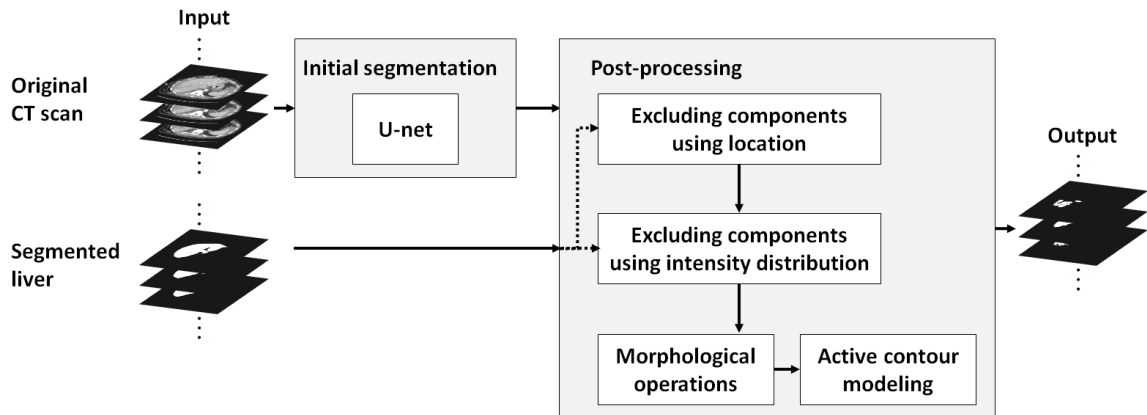 Input
Original
CT scan
Initial segmentation
U-net
Post-processing
Excluding components
using location
Output
Segmented
liver
Excluding components
using intensity distribution
Morphological
operations
Active contour
modeling